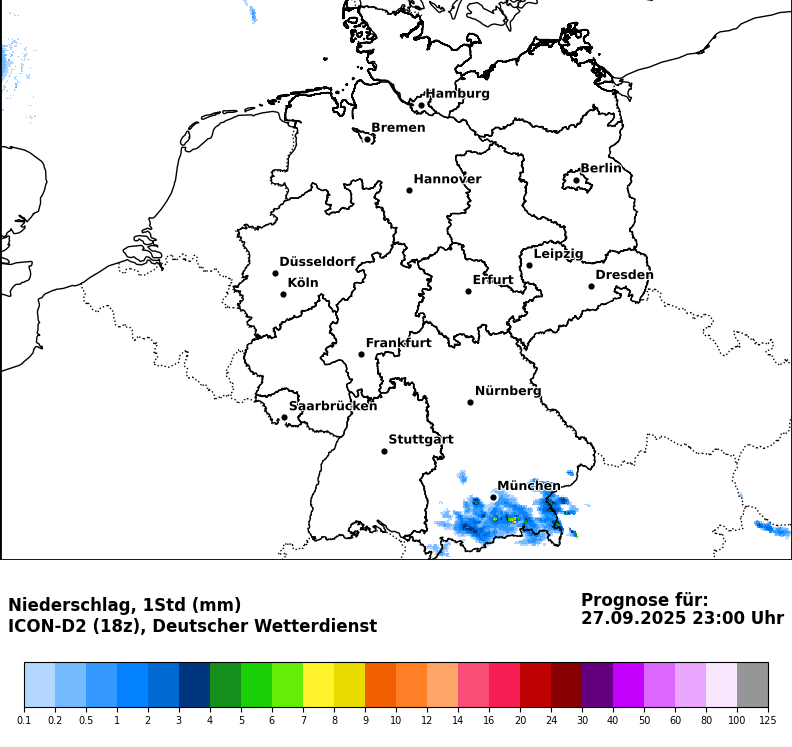 Hamburg
Bremen
Berlin
Hannover
Leipzig
Düsseldorf
Dresden
Köln
Erfurt
Frankfurt
Nürnberg
Saarbrücken
Stuttgart
München
Niederschlag, 1Std (mm)
ICON-D2 (18z), Deutscher Wetterdienst
Prognose für:
27.09.2025 23:00 Uhr
0.1 0.2 0.5 1 2 3 4 5 6 7 8 9 10 12 14 16 20 24 30 40 50 60 80 100 125